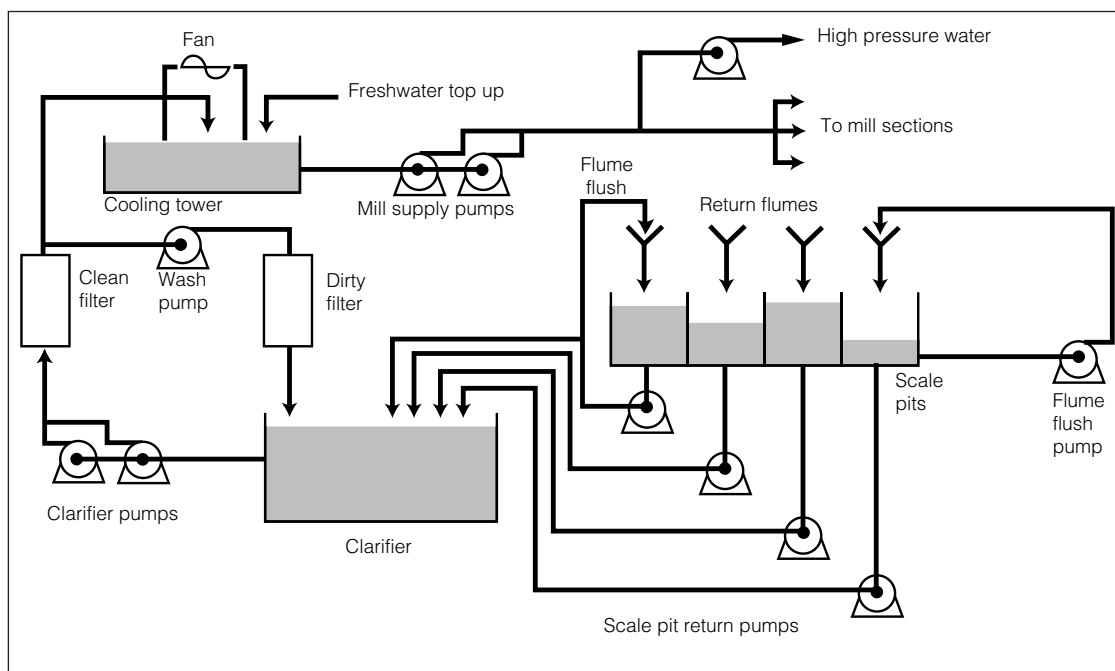 Fan
High pressure water
Freshwater top up
To mill sections
Cooling tower
Mill supply pumps
Flume
flush
Return flumes
Clean
filter
Wash
pump
Dirty
filter
Scale
pits
Flume
flush
pump
Clarifier pumps
Clarifier
Scale pit return pumps